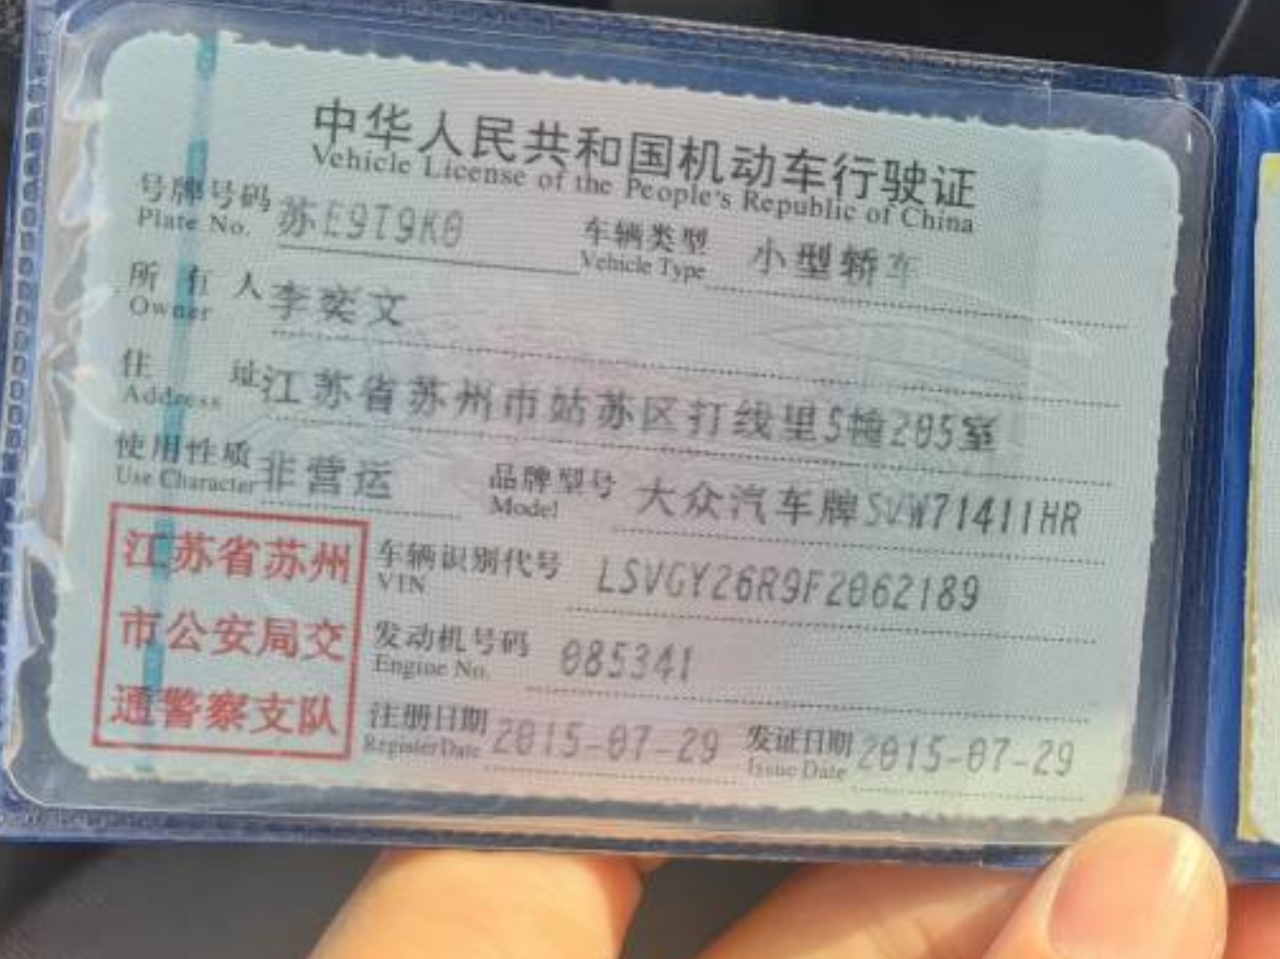 中华人民共和国机动车行驶证
Vehicle License of the People's Republic of China
号牌号码 苏E9T9K0 车辆类型 小型轿车
Plate No. Vehicle Type
所有人 李奕文
Owner
住址 江苏省苏州市姑苏区打线里5幢205室
Address
使用性质 非营运 品牌型号 大众汽车牌SVW71411HR
Use Character Model
江苏省苏州
市公安局交
通警察支队
车辆识别代号 LSVGY26R9F2062189
VIN
发动机号码 085341
Engine No.
注册日期 2015-07-29 发证日期 2015-07-29
Register Date Issue Date